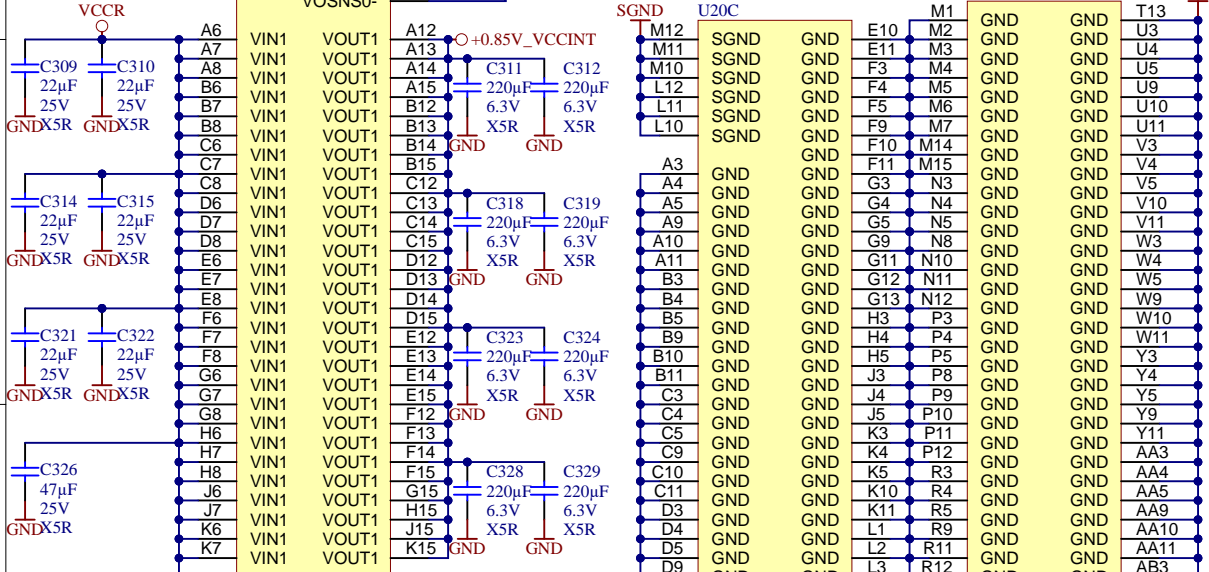 VCCR
C309
22µF
25V
X5R
GND
C310
22µF
25V
X5R
GND
C314
22µF
25V
X5R
GND
C315
22µF
25V
X5R
GND
C321
22µF
25V
X5R
GND
C322
22µF
25V
X5R
GND
C326
47µF
25V
X5R
GND
VOSNS0-
A6 VIN1 VOUT1 A12
A7 VIN1 VOUT1 A13
A8 VIN1 VOUT1 A14
B6 VIN1 VOUT1 A15
B7 VIN1 VOUT1 B12
B8 VIN1 VOUT1 B13
C6 VIN1 VOUT1 B14
C7 VIN1 VOUT1 B15
C8 VIN1 VOUT1 C12
D6 VIN1 VOUT1 C13
D7 VIN1 VOUT1 C14
D8 VIN1 VOUT1 C15
E6 VIN1 VOUT1 D12
E7 VIN1 VOUT1 D13
E8 VIN1 VOUT1 D14
F6 VIN1 VOUT1 D15
F7 VIN1 VOUT1 E12
F8 VIN1 VOUT1 E13
G6 VIN1 VOUT1 E14
G7 VIN1 VOUT1 E15
G8 VIN1 VOUT1 F12
H6 VIN1 VOUT1 F13
H7 VIN1 VOUT1 F14
H8 VIN1 VOUT1 F15
J6 VIN1 VOUT1 G15
J7 VIN1 VOUT1 H15
K6 VIN1 VOUT1 J15
K7 VIN1 VOUT1 K15
+0.85V_VCCINT
C311
220µF
6.3V
X5R
GND
C312
220µF
6.3V
X5R
GND
C318
220µF
6.3V
X5R
GND
C319
220µF
6.3V
X5R
GND
C323
220µF
6.3V
X5R
GND
C324
220µF
6.3V
X5R
GND
C328
220µF
6.3V
X5R
GND
C329
220µF
6.3V
X5R
GND
SGND
U20C
M12 SGND GND E10
M11 SGND GND E11
M10 SGND GND F3
L12 SGND GND F4
L11 SGND GND F5
L10 SGND GND F9
GND F10
A3 GND GND F11
A4 GND GND G3
A5 GND GND G4
A9 GND GND G5
A10 GND GND G9
A11 GND GND G11
B3 GND GND G12
B4 GND GND G13
B5 GND GND H3
B9 GND GND H4
B10 GND GND H5
B11 GND GND J3
C3 GND GND J4
C4 GND GND J5
C5 GND GND K3
C9 GND GND K4
C10 GND GND K5
C11 GND GND K10
D3 GND GND K11
D4 GND GND L1
D5 GND GND L2
D9 GND GND L3
M1 GND GND T13
M2 GND GND U3
M3 GND GND U4
M4 GND GND U5
M5 GND GND U9
M6 GND GND U10
M7 GND GND U11
M14 GND GND V3
M15 GND GND V4
N3 GND GND V5
N4 GND GND V10
N5 GND GND V11
N8 GND GND W3
N10 GND GND W4
N11 GND GND W5
N12 GND GND W9
P3 GND GND W10
P4 GND GND W11
P5 GND GND Y3
P8 GND GND Y4
P9 GND GND Y5
P10 GND GND Y9
P11 GND GND Y11
P12 GND GND AA3
R3 GND GND AA4
R4 GND GND AA5
R5 GND GND AA9
R9 GND GND AA10
R11 GND GND AA11
R12 GND GND AB3